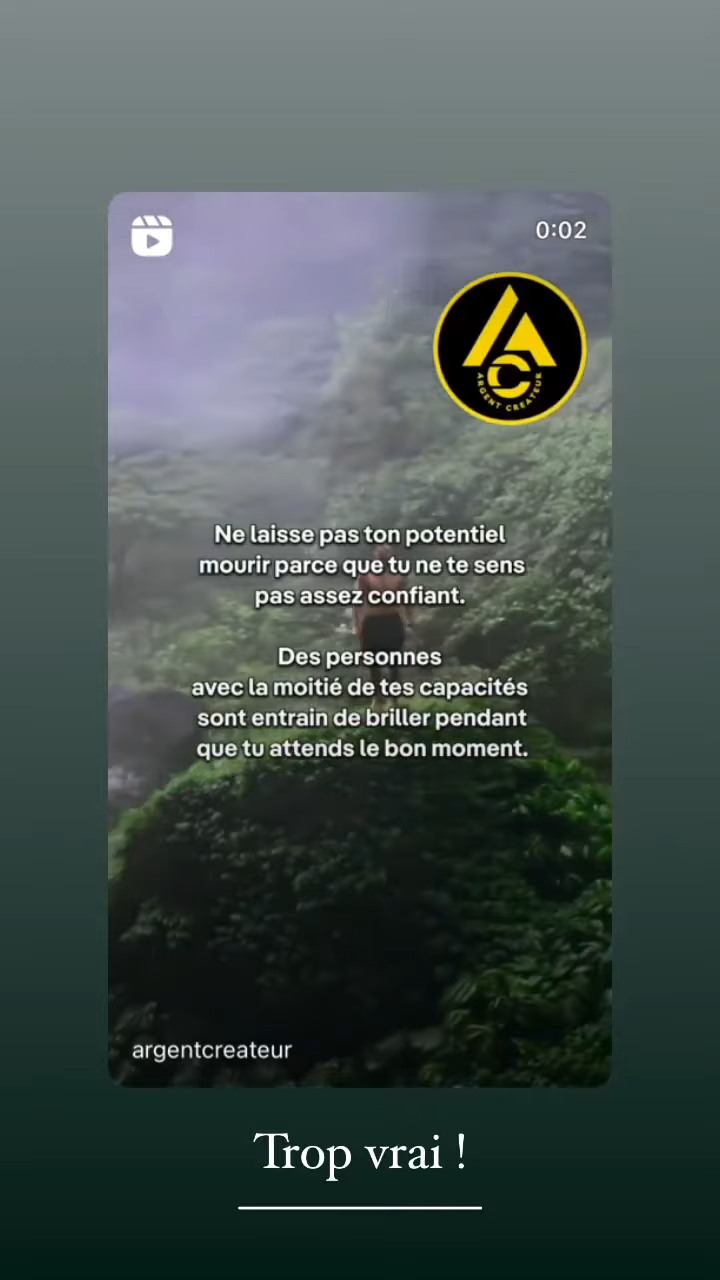 0:02
ARGENT CREATEUR
Ne laisse pas ton potentiel
mourir parce que tu ne te sens
pas assez confiant.
Des personnes
avec la moitié de tes capacités
sont entrain de briller pendant
que tu attends le bon moment.
argentcreateur
Trop vrai !